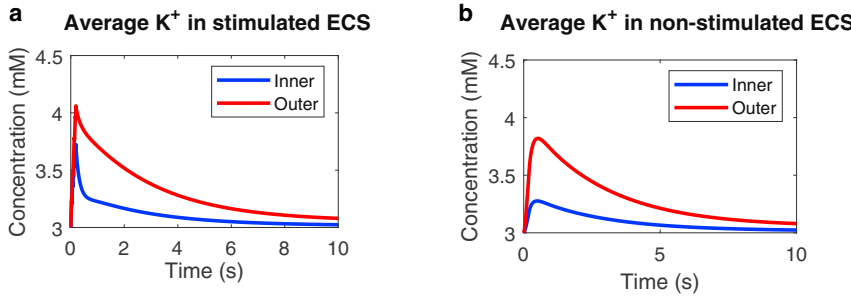 a
Average K+ in stimulated ECS
4.5
4
3.5
3
Concentration (mM)
Inner
Outer
0
2
4
6
8
10
Time (s)
b
Average K+ in non-stimulated ECS
4.5
4
3.5
3
Concentration (mM)
Inner
Outer
0
5
10
Time (s)